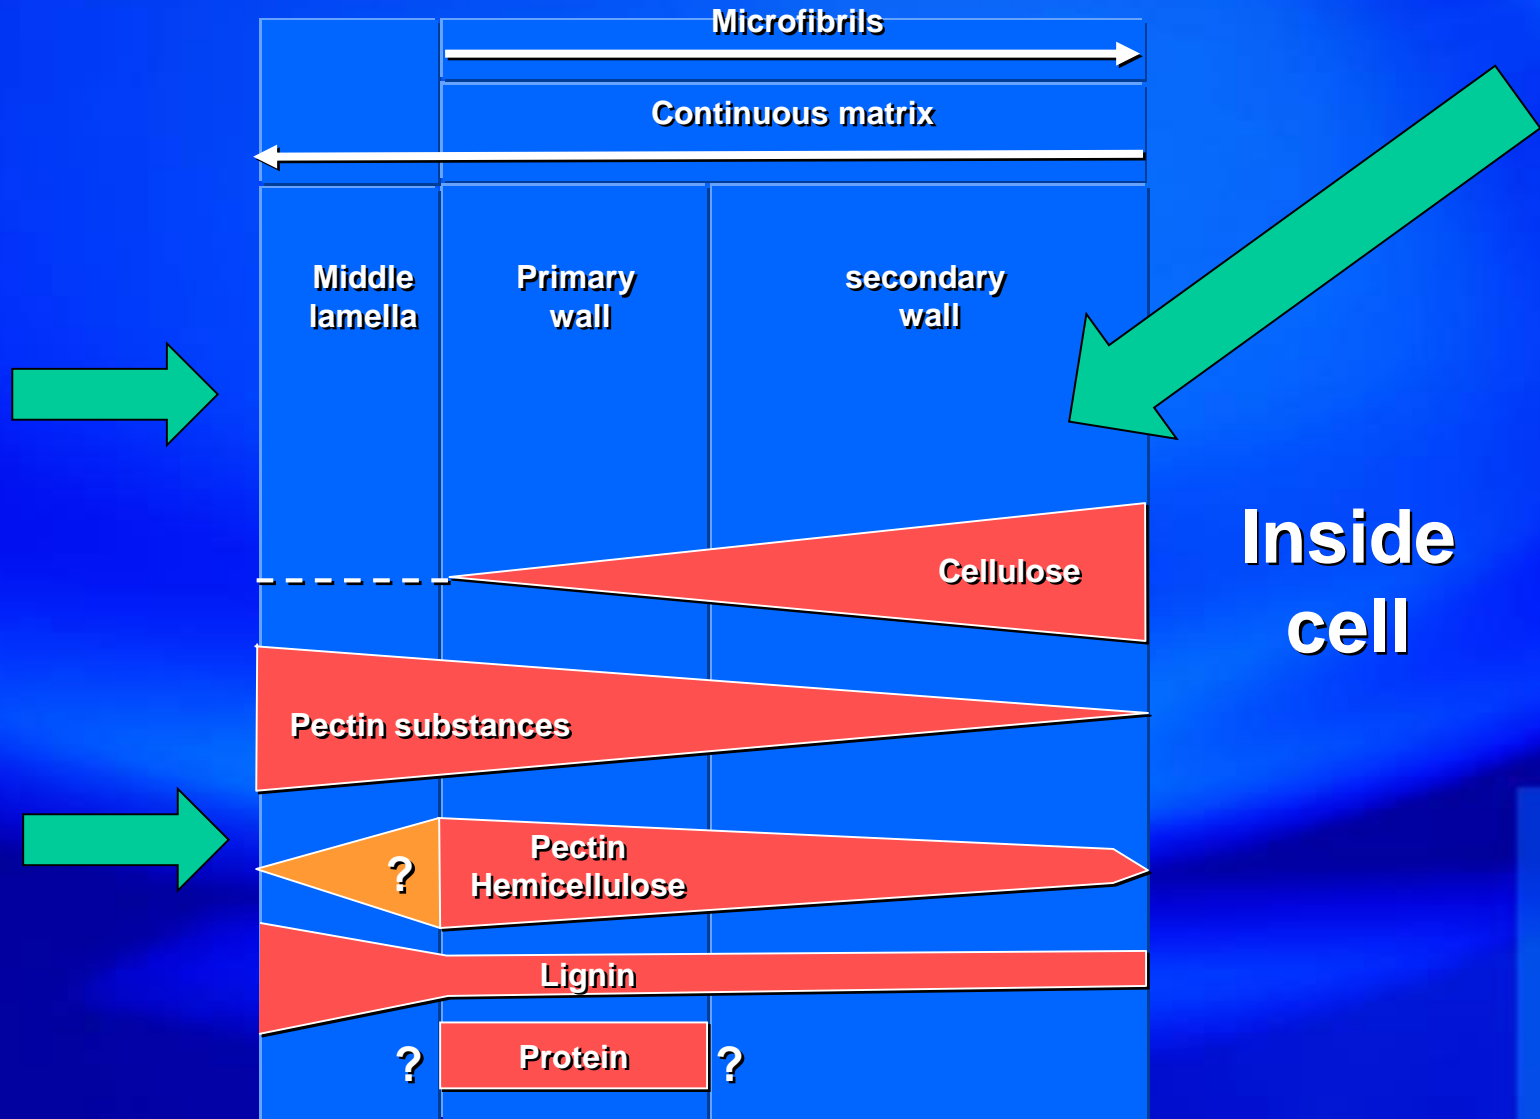 Microfibrils
Continuous matrix
Middle
lamella
Primary
wall
secondary
wall
Cellulose
Inside
cell
Pectin substances
?
Pectin
Hemicellulose
Lignin
?
Protein
?